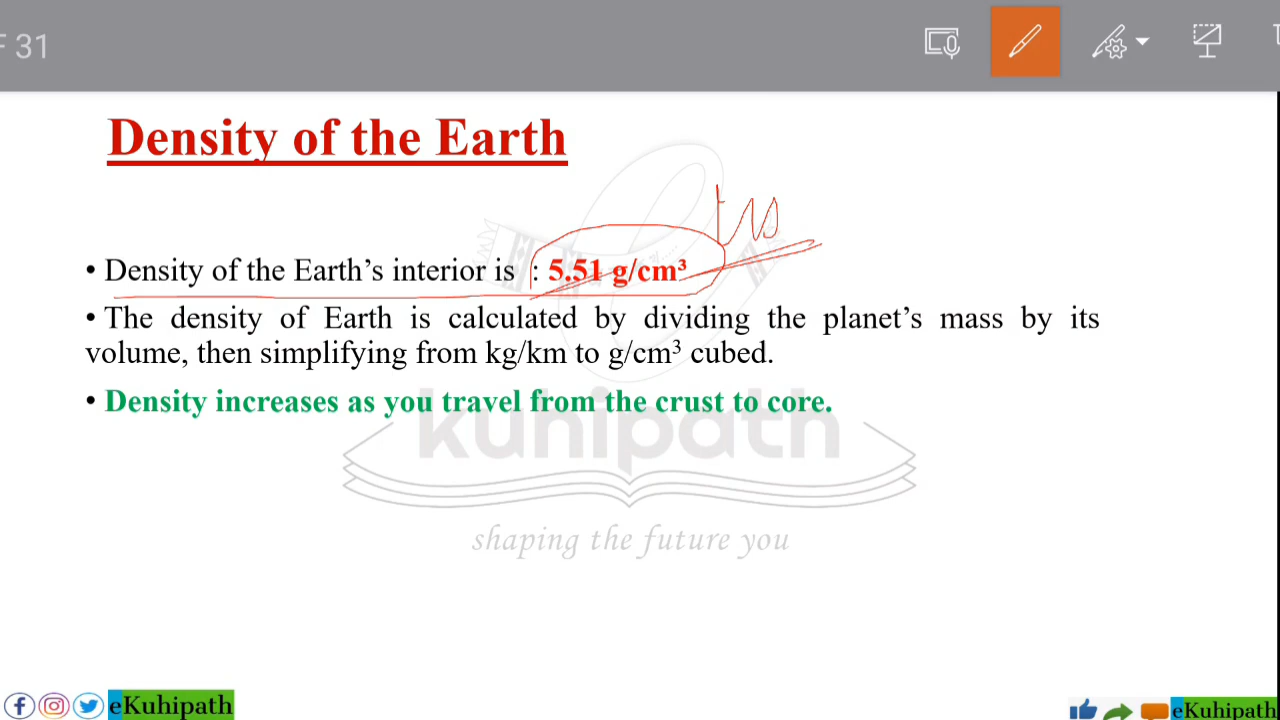 F 31
Density of the Earth
• Density of the Earth’s interior is : 5.51 g/cm³
• The density of Earth is calculated by dividing the planet’s mass by its
volume, then simplifying from kg/km to g/cm³ cubed.
• Density increases as you travel from the crust to core.
kuhipath
shaping the future you
eKuhipath
eKuhipath